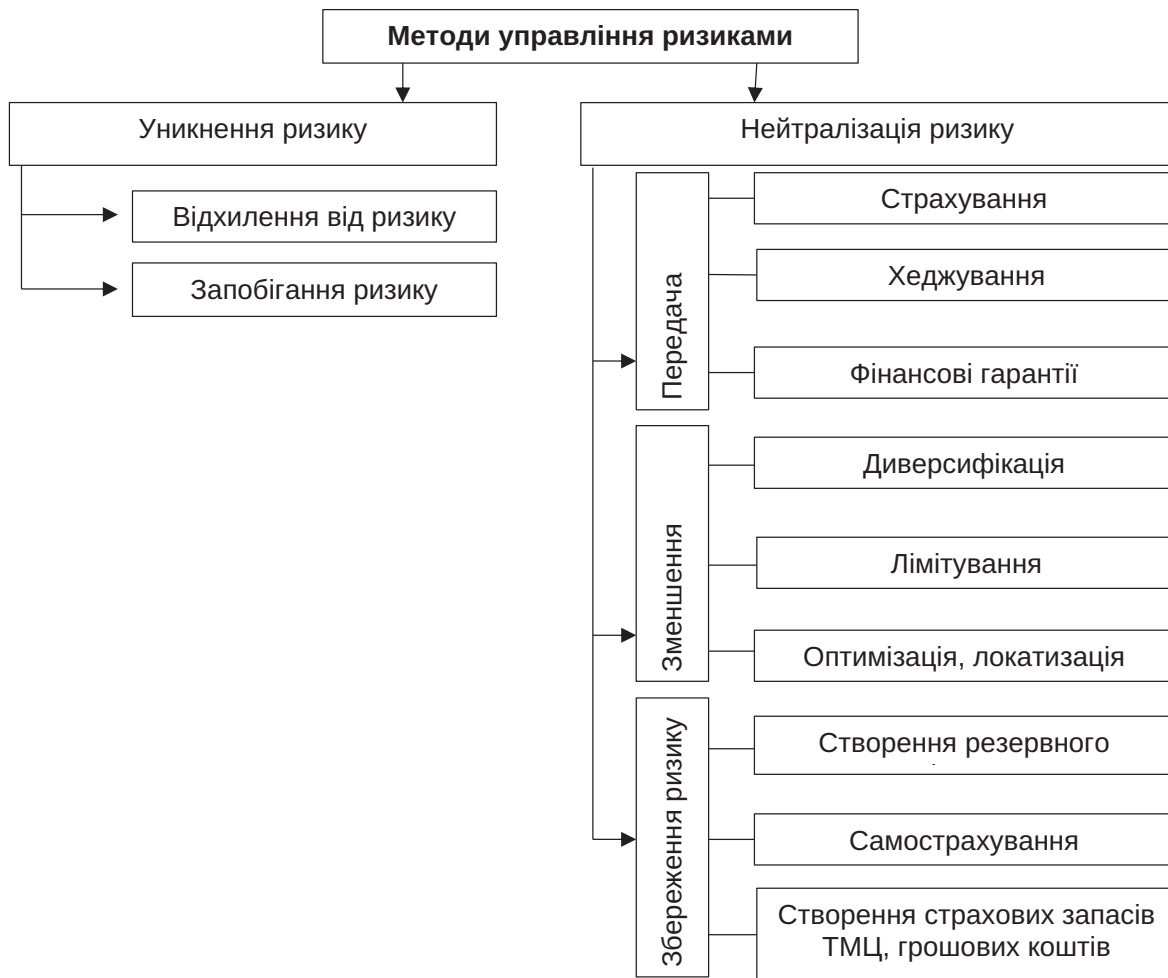 Методи управління ризиками
Уникнення ризику
Відхилення від ризику
Запобігання ризику
Нейтралізація ризику
Передача
Страхування
Хеджування
Фінансові гарантії
Зменшення
Диверсифікація
Лімітування
Оптимізація, локатизація
Збереження ризику
Створення резервного
Самострахування
Створення страхових запасів
ТМЦ, грошових коштів